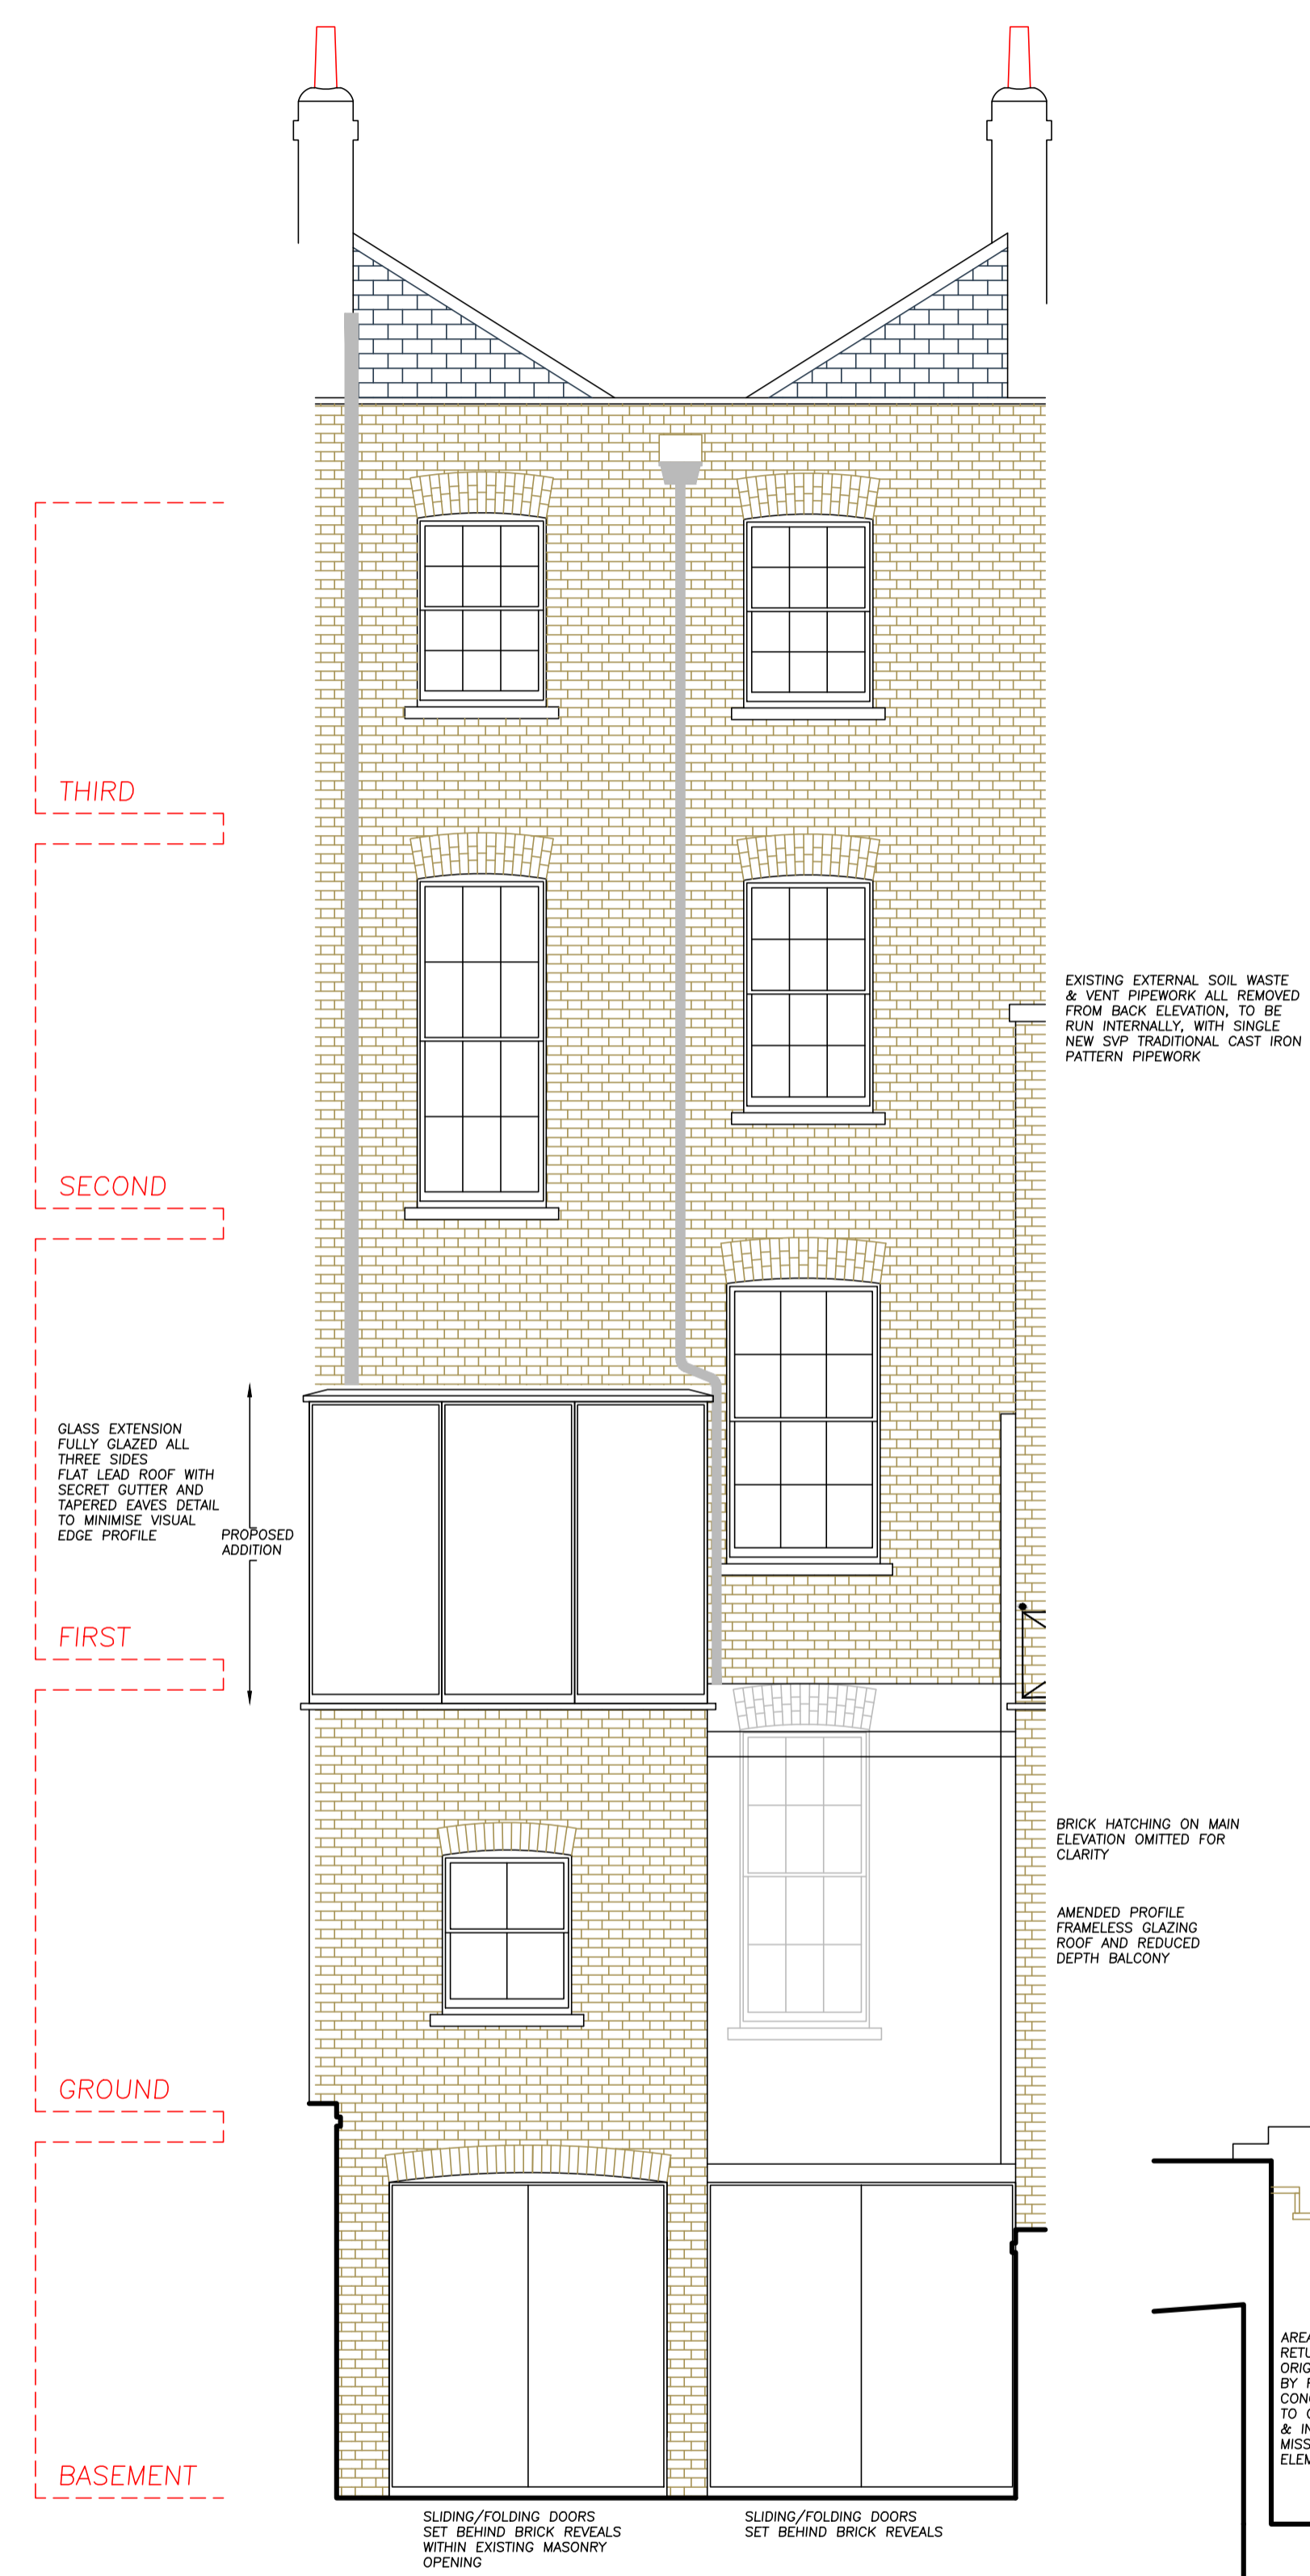 THIRD
EXISTING EXTERNAL SOIL WASTE
& VENT PIPEWORK ALL REMOVED
FROM BACK ELEVATION, TO BE
RUN INTERNALLY, WITH SINGLE
NEW SVP TRADITIONAL CAST IRON
PATTERN PIPEWORK
SECOND
GLASS EXTENSION
FULLY GLAZED ALL
THREE SIDES
FLAT LEAD ROOF WITH
SECRET GUTTER AND
TAPERED EAVES DETAIL
TO MINIMISE VISUAL
EDGE PROFILE
PROPOSED
ADDITION
FIRST
BRICK HATCHING ON MAIN
ELEVATION OMITTED FOR
CLARITY
AMENDED PROFILE
FRAMELESS GLAZING
ROOF AND REDUCED
DEPTH BALCONY
GROUND
BASEMENT
SLIDING/FOLDING DOORS
SET BEHIND BRICK REVEALS
WITHIN EXISTING MASONRY
OPENING
SLIDING/FOLDING DOORS
SET BEHIND BRICK REVEALS
BY
TO
&